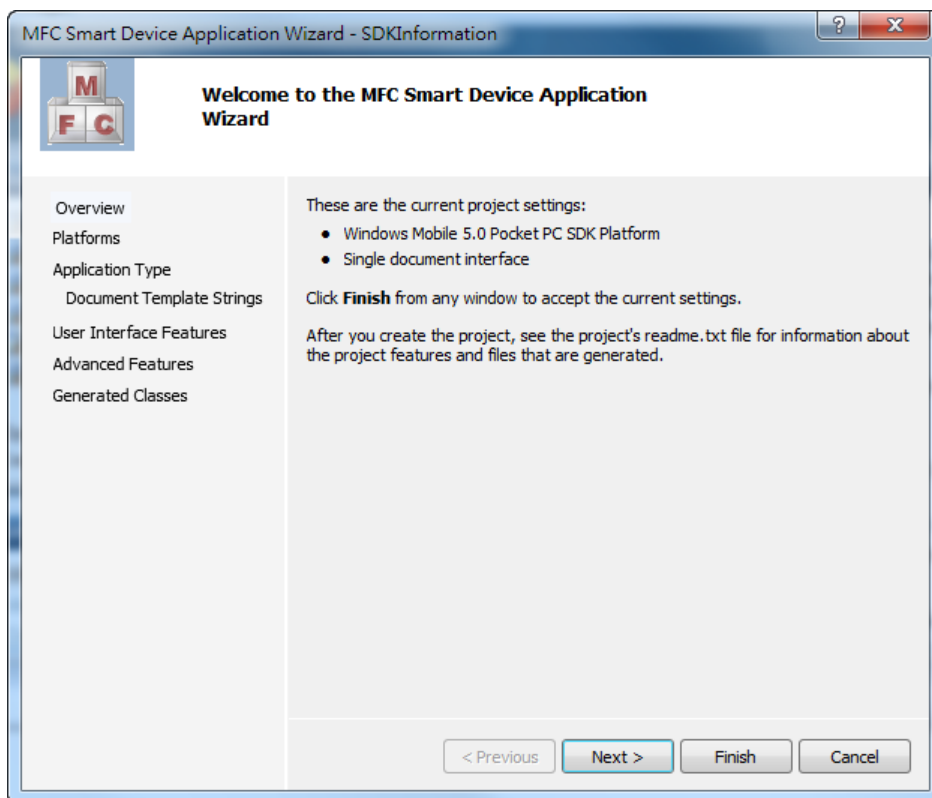 MFC Smart Device Application Wizard - SDKInformation
M
F C
Welcome to the MFC Smart Device Application
Wizard
Overview
Platforms
Application Type
Document Template Strings
User Interface Features
Advanced Features
Generated Classes
These are the current project settings:
● Windows Mobile 5.0 Pocket PC SDK Platform
● Single document interface
Click Finish from any window to accept the current settings.
After you create the project, see the project's readme.txt file for information about
the project features and files that are generated.
< Previous Next > Finish Cancel